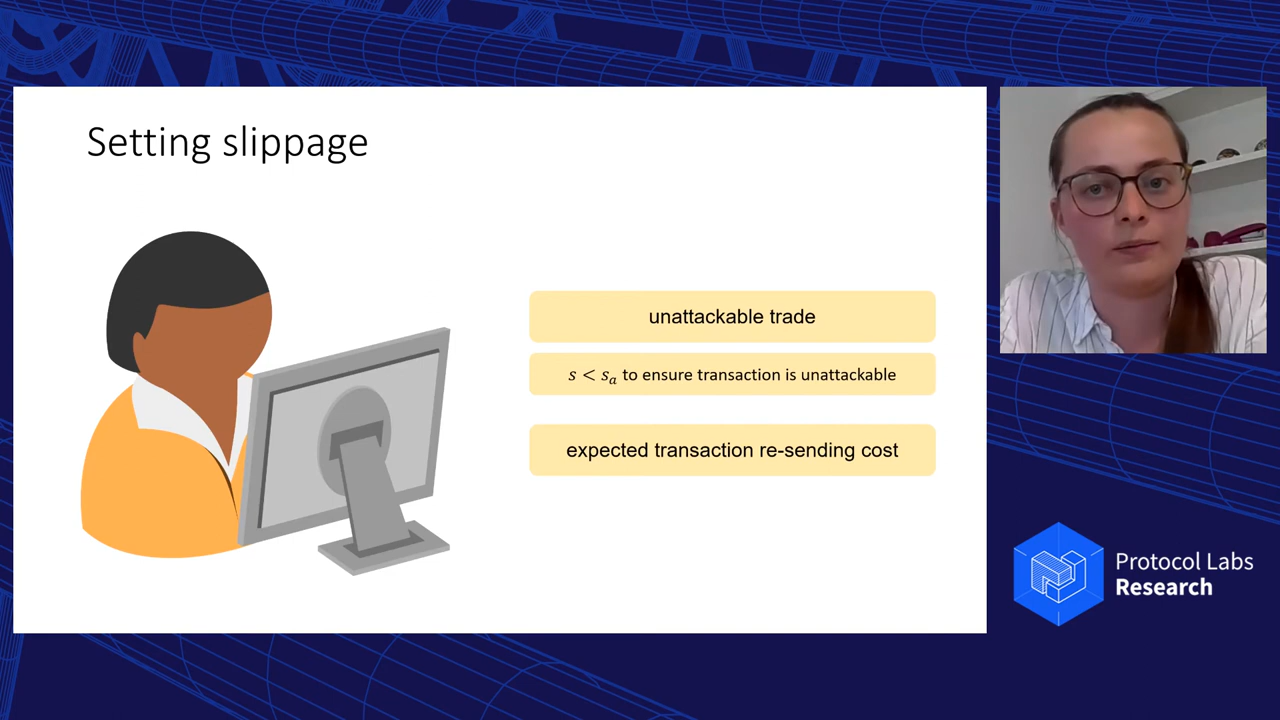 Setting slippage
unattackable trade
s < sₐ to ensure transaction is unattackable
expected transaction re-sending cost
Protocol Labs
Research